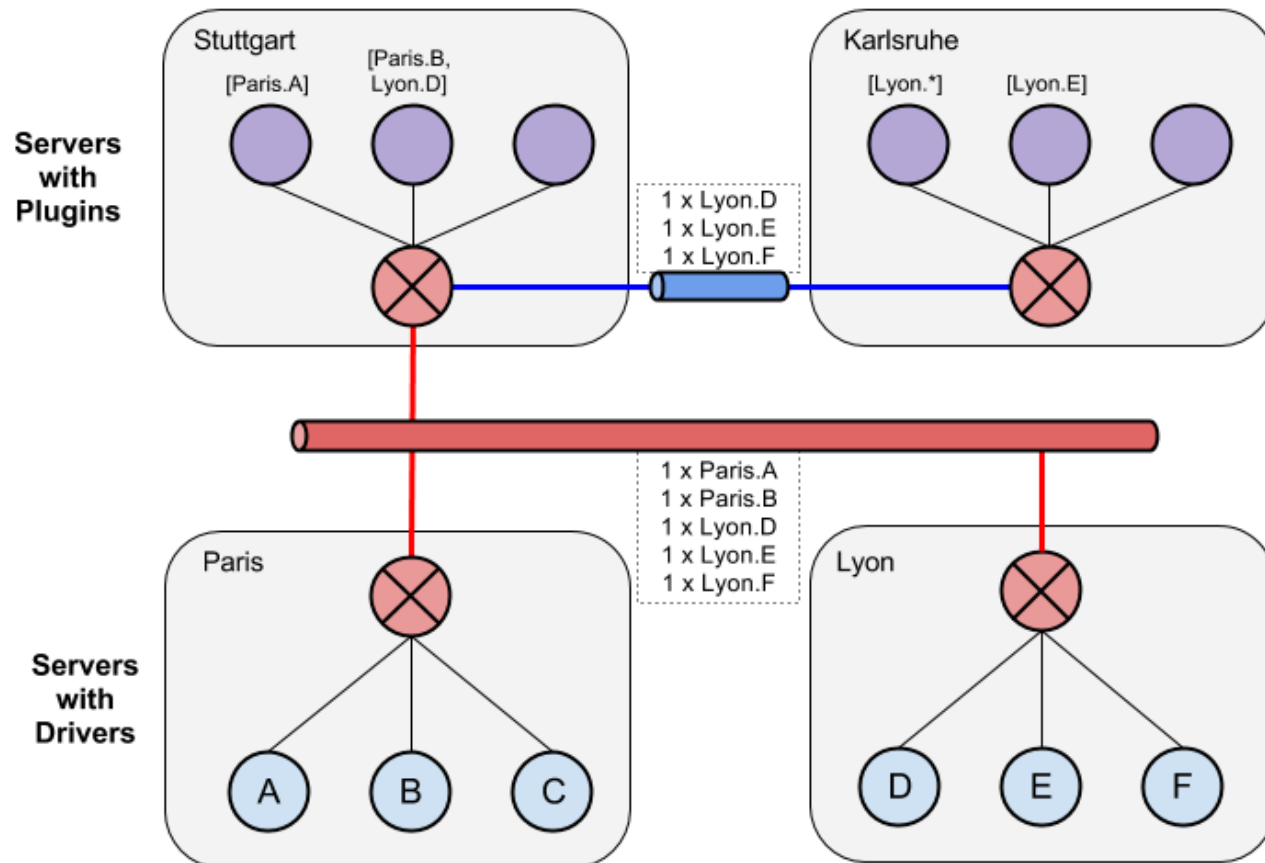 Stuttgart
[Paris.A]
[Paris.B,
Lyon.D]
Karlsruhe
[Lyon.*]
[Lyon.E]
Servers
with
Plugins
1 x Lyon.D
1 x Lyon.E
1 x Lyon.F
1 x Paris.A
1 x Paris.B
1 x Lyon.D
1 x Lyon.E
1 x Lyon.F
Paris
Lyon
Servers
with
Drivers
A
B
C
D
E
F